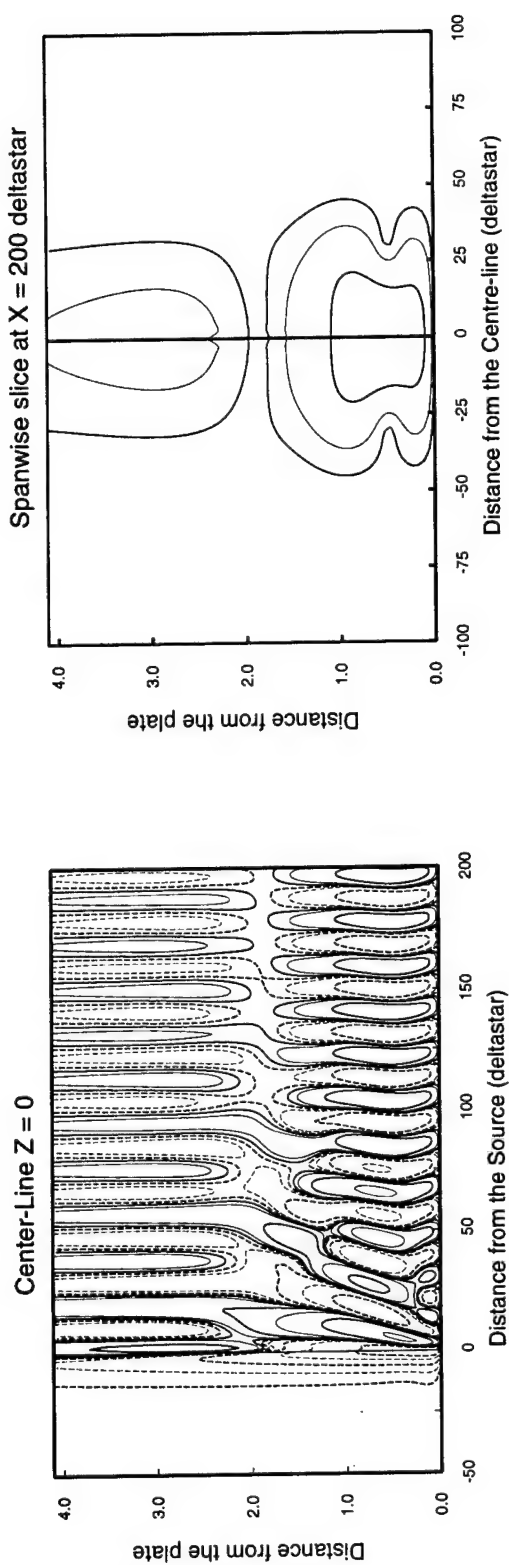 Center-Line Z = 0
Distance from the plate
4.0
3.0
2.0
1.0
0.0
-50 0 50 100 150 200
Distance from the Source (deltastar)
Spanwise slice at X = 200 deltastar
Distance from the plate
4.0
3.0
2.0
1.0
0.0
-100 -75 -50 -25 0 25 50 75 100
Distance from the Centre-line (deltastar)